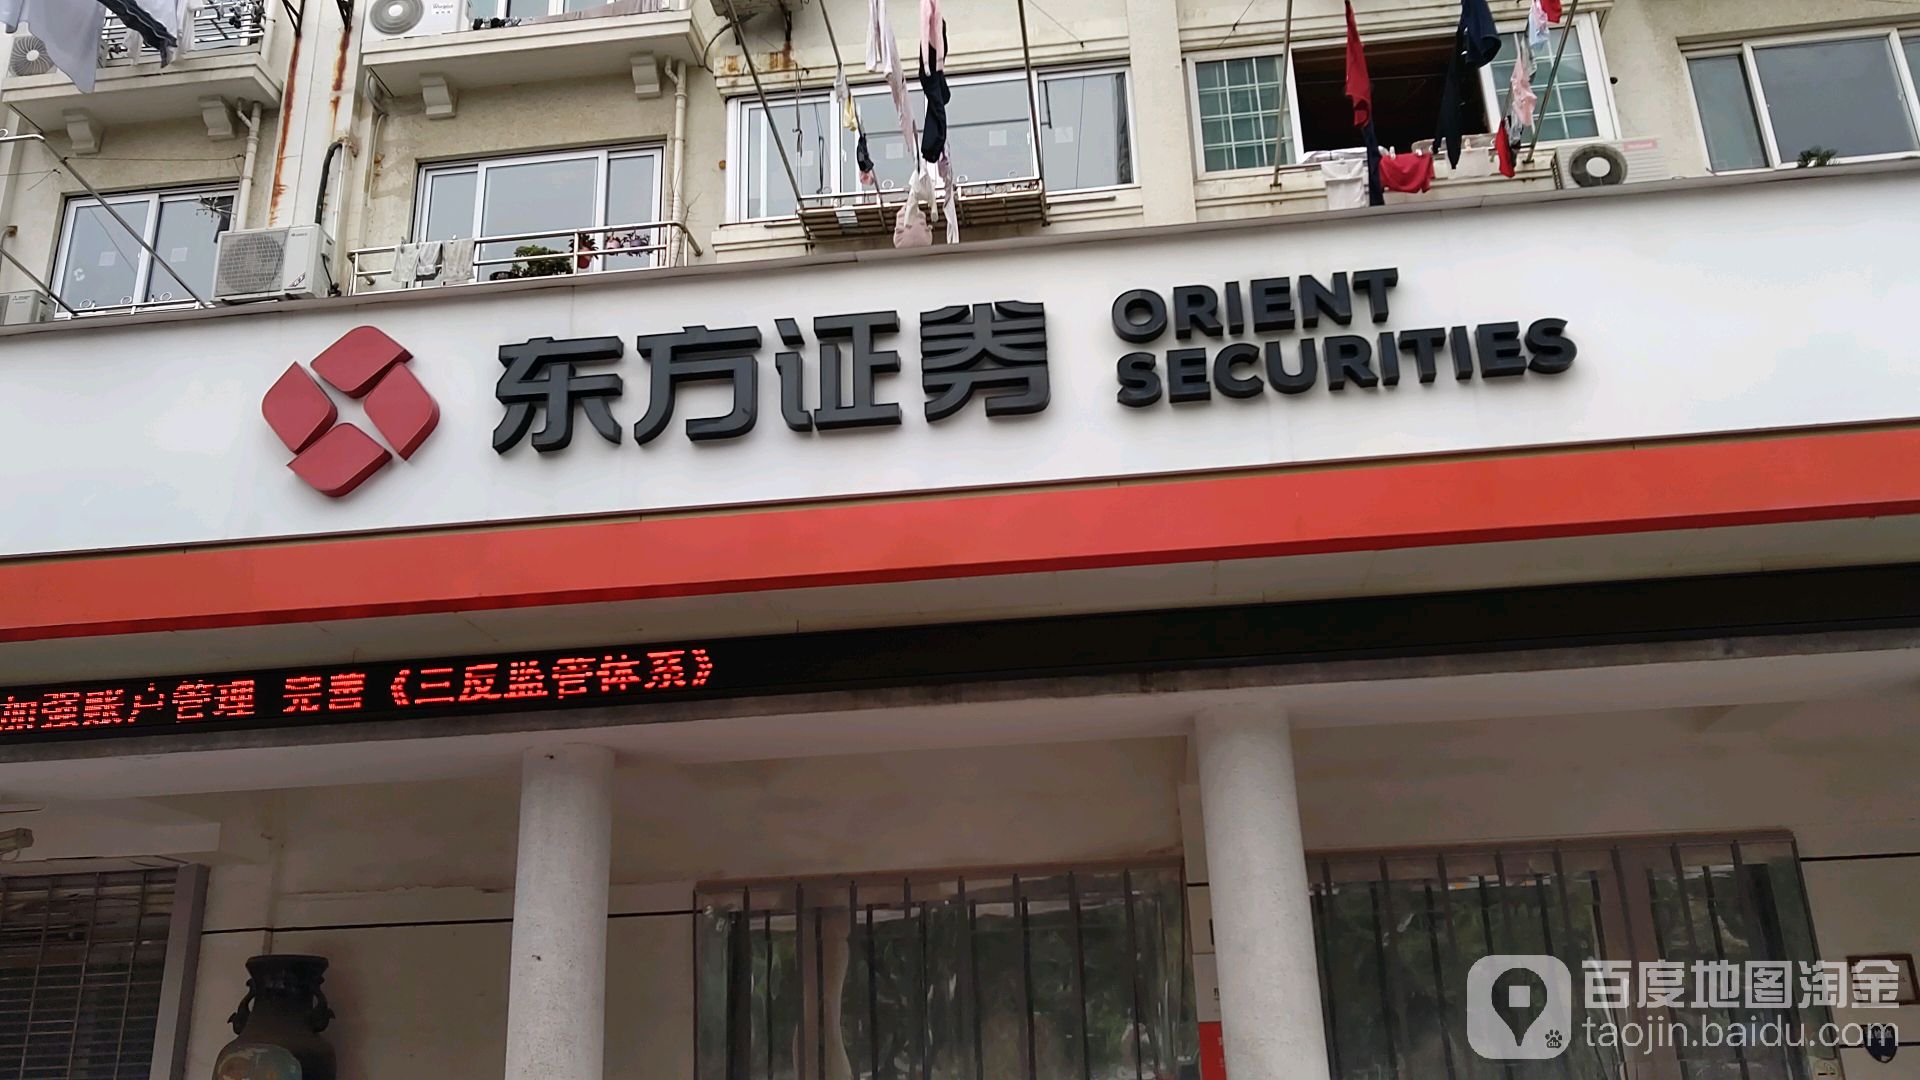 东方证券
ORIENT
SECURITIES
加强账户管理 完善《三反监管体系》
百度地图淘金
taojin.baidu.com